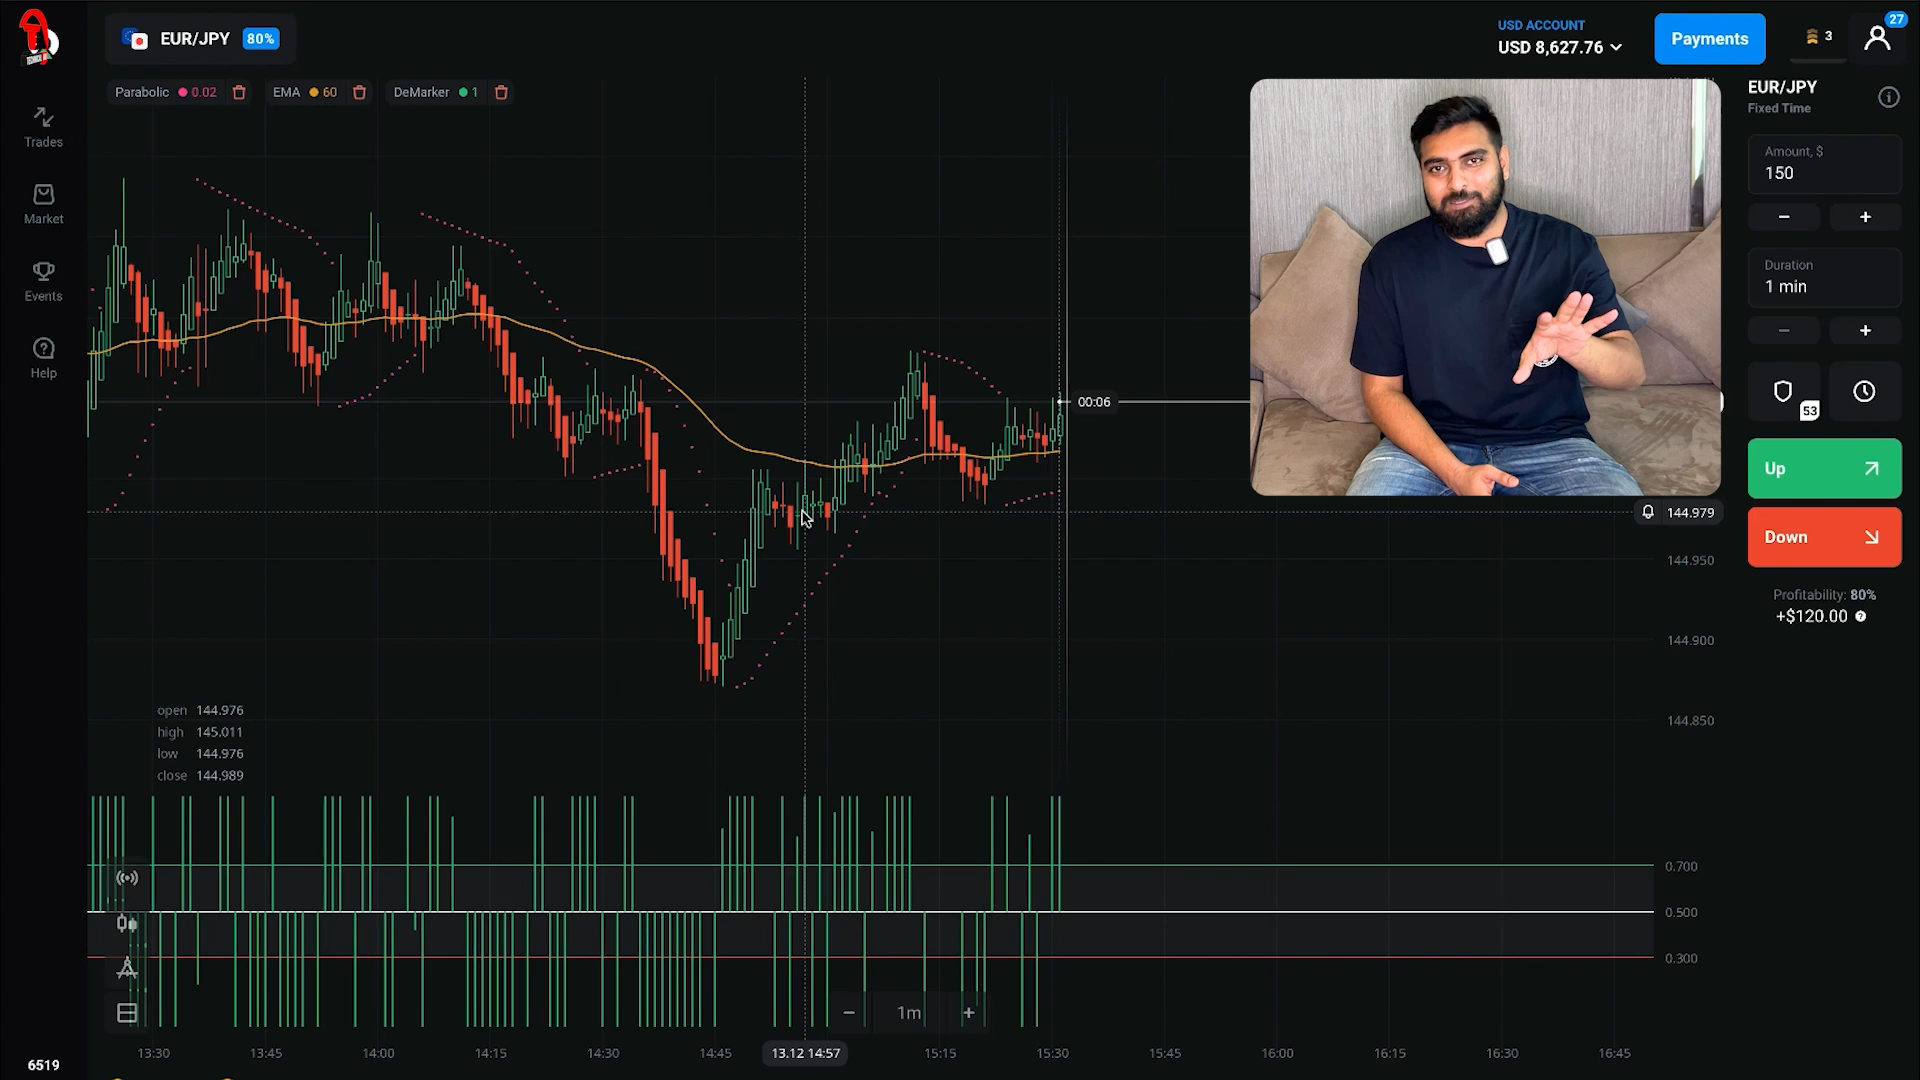 EUR/JPY 80%
USD ACCOUNT
USD 8,627.76
Payments
3
27
Parabolic 0.02
EMA 60
DeMarker 1
Trades
Market
Events
Help
EUR/JPY
Fixed Time
Amount, $
150
− +
Duration
1 min
− +
53
Up
Down
Profitability: 80%
+$120.00
00:06
144.979
144.950
144.900
144.850
open 144.976
high 145.011
low 144.976
close 144.989
0.700
0.500
0.300
− 1m +
13:30 13:45 14:00 14:15 14:30 14:45 13.12 14:57 15:15 15:30 15:45 16:00 16:15 16:30 16:45
6519